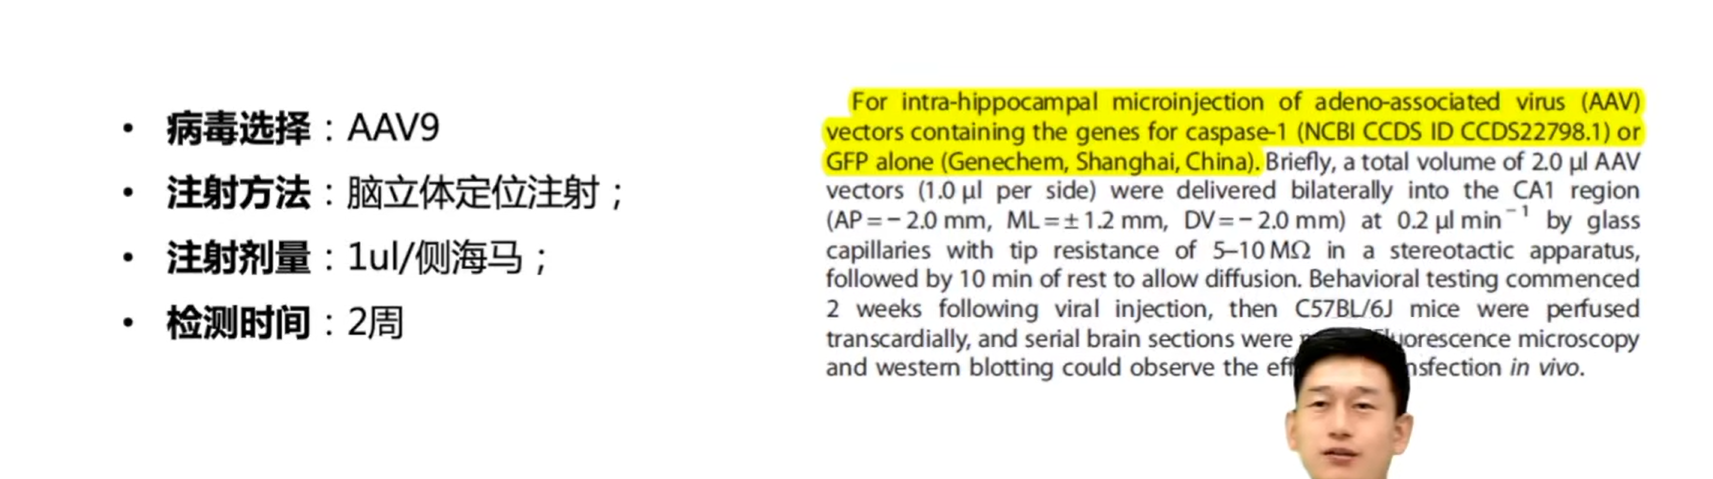 • 病毒选择：AAV9
• 注射方法：脑立体定位注射；
• 注射剂量：1ul/侧海马；
• 检测时间：2周
For intra-hippocampal microinjection of adeno-associated virus (AAV)
vectors containing the genes for caspase-1 (NCBI CCDS ID CCDS22798.1) or
GFP alone (Genechem, Shanghai, China). Briefly, a total volume of 2.0 μl AAV
vectors (1.0 μl per side) were delivered bilaterally into the CA1 region
(AP = − 2.0 mm, ML = ± 1.2 mm, DV = − 2.0 mm) at 0.2 μl min⁻¹ by glass
capillaries with tip resistance of 5–10 MΩ in a stereotactic apparatus,
followed by 10 min of rest to allow diffusion. Behavioral testing commenced
2 weeks following viral injection, then C57BL/6J mice were perfused
transcardially, and serial brain sections were microscopy
and western blotting could observe the in vivo.